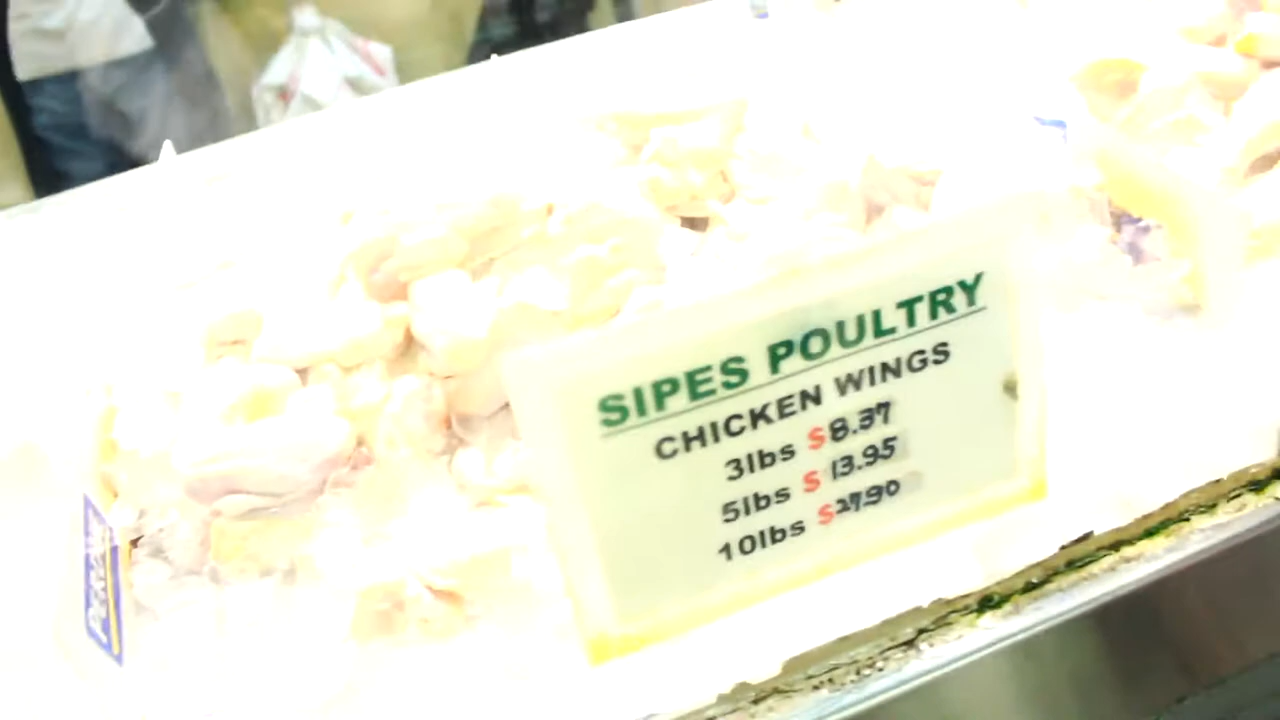 SIPES POULTRY
CHICKEN WINGS
3lbs $8.37
5lbs $13.95
10lbs $27.90